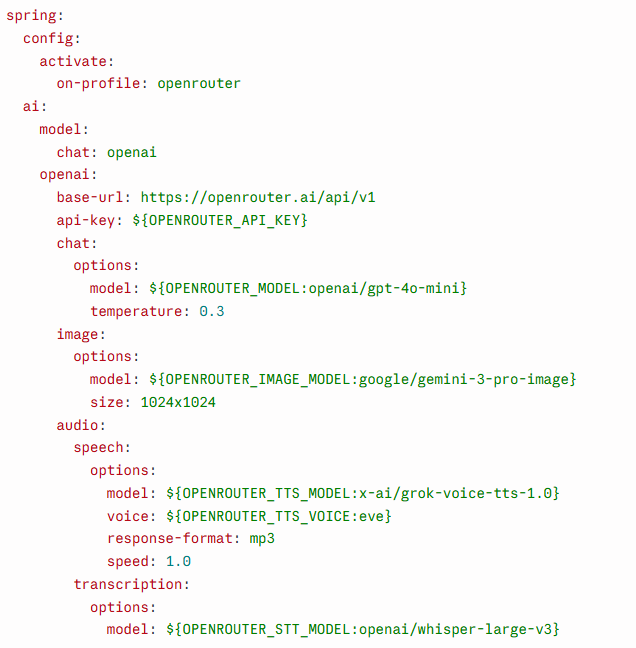 spring:
  config:
    activate:
      on-profile: openrouter
  ai:
    model:
      chat: openai
    openai:
      base-url: https://openrouter.ai/api/v1
      api-key: ${OPENROUTER_API_KEY}
      chat:
        options:
          model: ${OPENROUTER_MODEL:openai/gpt-4o-mini}
          temperature: 0.3
      image:
        options:
          model: ${OPENROUTER_IMAGE_MODEL:google/gemini-3-pro-image}
          size: 1024x1024
      audio:
        speech:
          options:
            model: ${OPENROUTER_TTS_MODEL:x-ai/grok-voice-tts-1.0}
            voice: ${OPENROUTER_TTS_VOICE:eve}
            response-format: mp3
            speed: 1.0
        transcription:
          options:
            model: ${OPENROUTER_STT_MODEL:openai/whisper-large-v3}